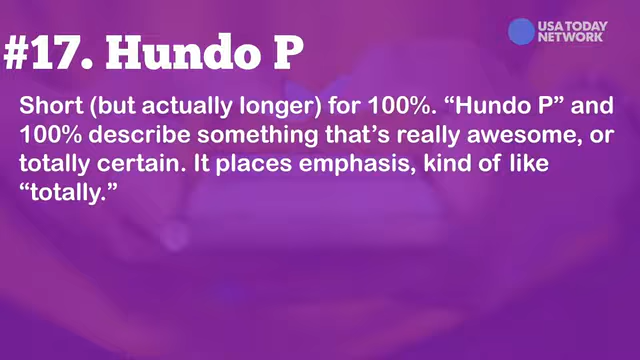 USA TODAY
NETWORK
#17. Hundo P
Short (but actually longer) for 100%. “Hundo P” and
100% describe something that’s really awesome, or
totally certain. It places emphasis, kind of like
“totally.”